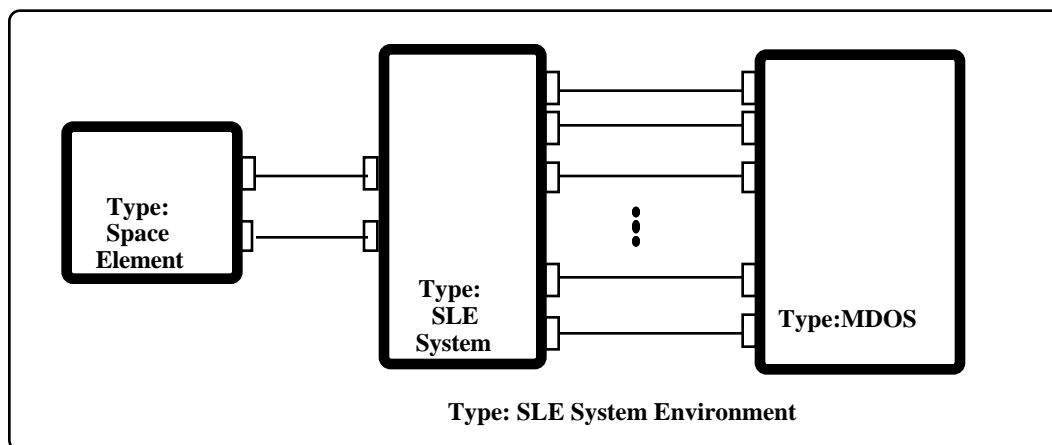 Type:
Space
Element
Type:
SLE
System
Type:MDOS
Type: SLE System Environment